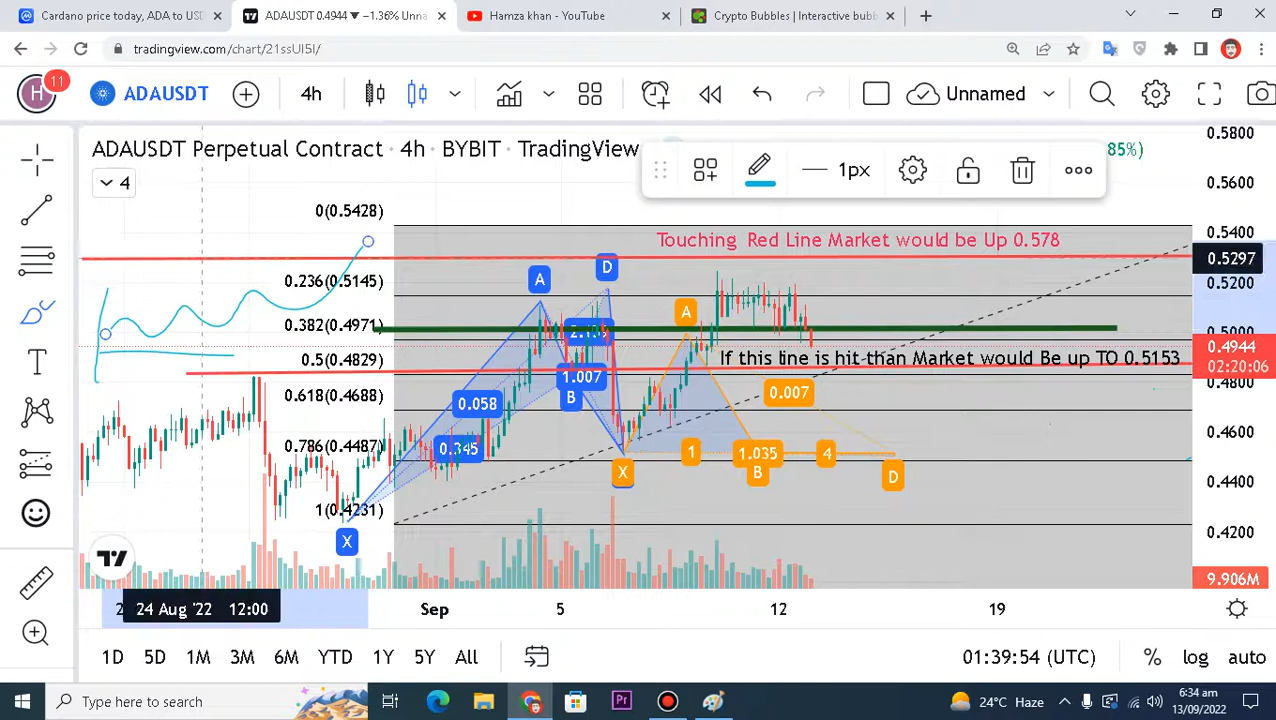 Cardano price today, ADA to USD
ADAUSDT 0.4944 ▼ −1.36% Unna
Hamza khan - YouTube
Crypto Bubbles | Interactive bubb
tradingview.com/chart/21ssUI5I/
H
11
ADAUSDT
4h
Unnamed
ADAUSDT Perpetual Contract · 4h · BYBIT · TradingView
85%)
1px
4
0(0.5428)
0.236(0.5145)
0.382(0.4971)
0.5(0.4829)
0.618(0.4688)
0.786(0.4487)
1(0.4231)
Touching Red Line Market would be Up 0.578
If this line is hit than Market would Be up TO 0.5153
A
D
B
X
1.007
0.058
0.345
A
X
B
D
0.007
1
1.035
4
0.5800
0.5600
0.5400
0.5297
0.5200
0.5000
0.4944
02:20:06
0.4800
0.4600
0.4400
0.4200
9.906M
24 Aug '22 12:00
Sep
5
12
19
1D 5D 1M 3M 6M YTD 1Y 5Y All
01:39:54 (UTC)
% log auto
Type here to search
24°C Haze
6:34 am
13/09/2022